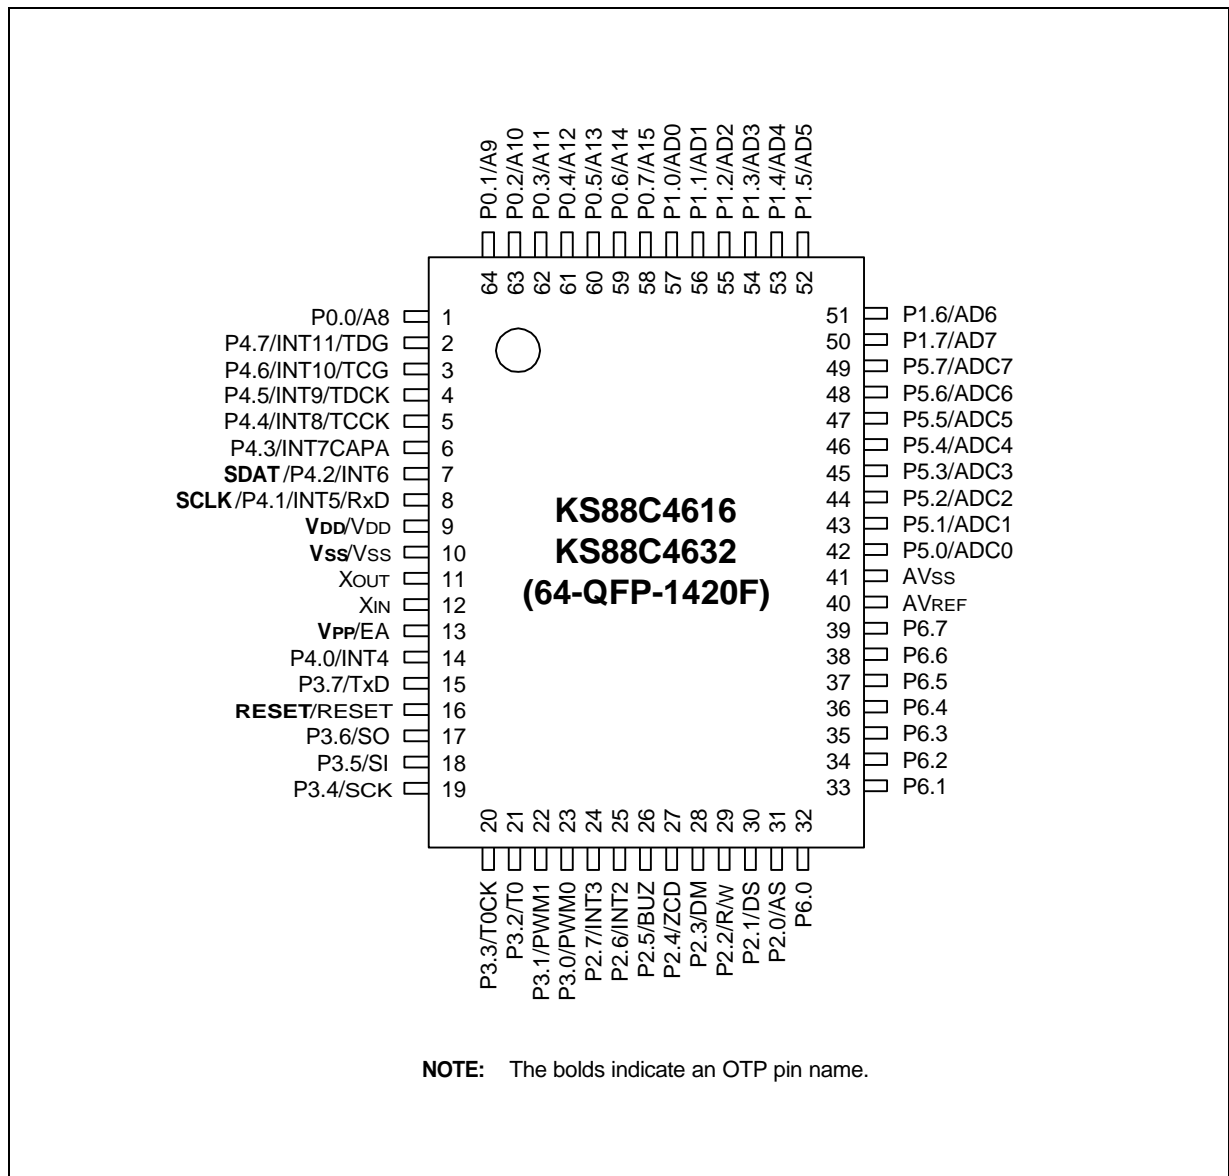 P0.1/A9
P0.2/A10
P0.3/A11
P0.4/A12
P0.5/A13
P0.6/A14
P0.7/A15
P1.0/AD0
P1.1/AD1
P1.2/AD2
P1.3/AD3
P1.4/AD4
P1.5/AD5
64
63
62
61
60
59
58
57
56
55
54
53
52
P0.0/A8 1
P4.7/INT11/TDG 2
P4.6/INT10/TCG 3
P4.5/INT9/TDCK 4
P4.4/INT8/TCCK 5
P4.3/INT7CAPA 6
SDAT/P4.2/INT6 7
SCLK/P4.1/INT5/RxD 8
VDD/VDD 9
VSS/VSS 10
XOUT 11
XIN 12
VPP/EA 13
P4.0/INT4 14
P3.7/TxD 15
RESET/RESET 16
P3.6/SO 17
P3.5/SI 18
P3.4/SCK 19
KS88C4616
KS88C4632
(64-QFP-1420F)
51 P1.6/AD6
50 P1.7/AD7
49 P5.7/ADC7
48 P5.6/ADC6
47 P5.5/ADC5
46 P5.4/ADC4
45 P5.3/ADC3
44 P5.2/ADC2
43 P5.1/ADC1
42 P5.0/ADC0
41 AVSS
40 AVREF
39 P6.7
38 P6.6
37 P6.5
36 P6.4
35 P6.3
34 P6.2
33 P6.1
20
21
22
23
24
25
26
27
28
29
30
31
32
P3.3/T0CK
P3.2/T0
P3.1/PWM1
P3.0/PWM0
P2.7/INT3
P2.6/INT2
P2.5/BUZ
P2.4/ZCD
P2.3/DM
P2.2/R/W
P2.1/DS
P2.0/AS
P6.0
NOTE: The bolds indicate an OTP pin name.